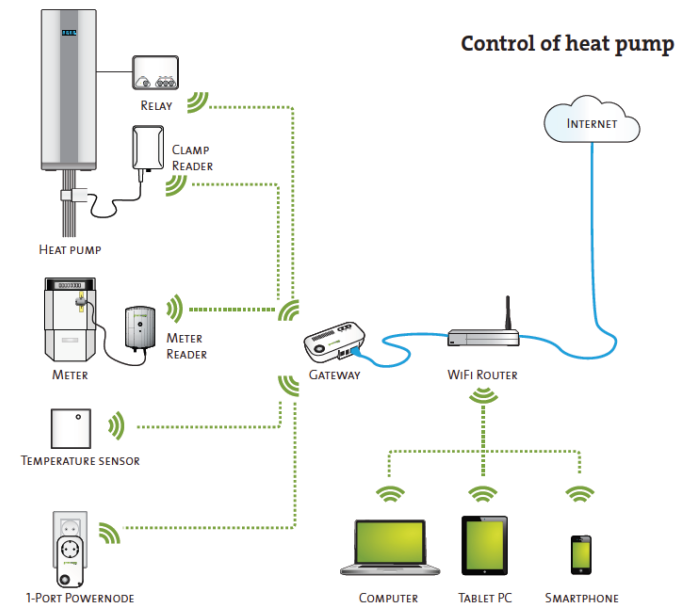 Control of heat pump
INTERNET
RELAY
CLAMP
READER
HEAT PUMP
METER
READER
METER
GATEWAY
WIFI ROUTER
TEMPERATURE SENSOR
1-PORT POWERNODE
COMPUTER
TABLET PC
SMARTPHONE